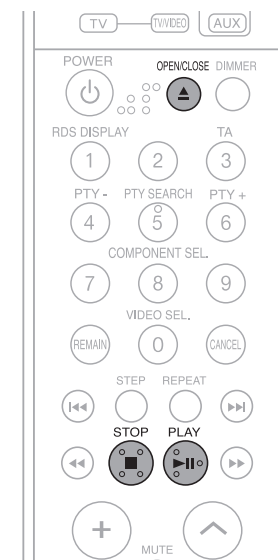 TV TV/VIDEO AUX
POWER OPEN/CLOSE DIMMER
RDS DISPLAY TA
1 2 3
PTY - PTY SEARCH PTY +
4 5 6
COMPONENT SEL.
7 8 9
VIDEO SEL.
REMAIN 0 CANCEL
STEP REPEAT
STOP PLAY
+
MUTE